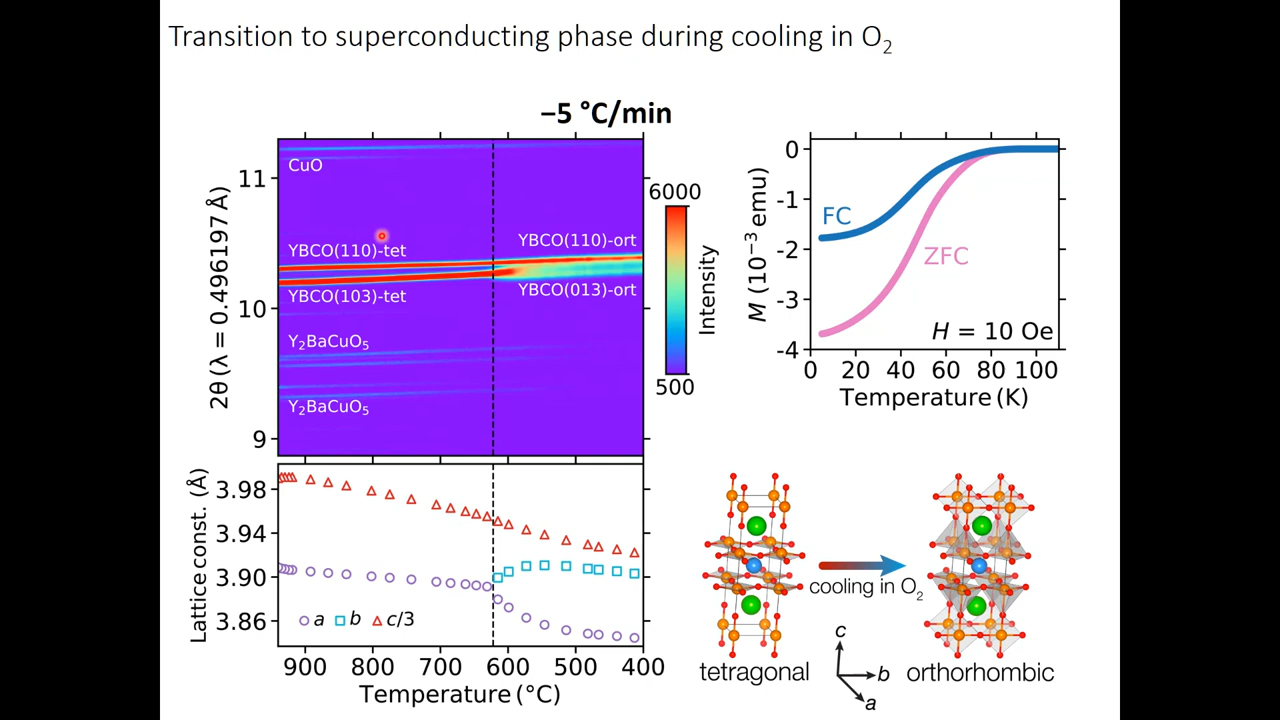 Transition to superconducting phase during cooling in O₂
−5 °C/min
2θ (λ = 0.496197 Å)
11
10
9
CuO
YBCO(110)-tet
YBCO(103)-tet
YBCO(110)-ort
YBCO(013)-ort
Y₂BaCuO₅
Y₂BaCuO₅
6000
Intensity
500
Lattice const. (Å)
3.98
3.94
3.90
3.86
a b c/3
900 800 700 600 500 400
Temperature (°C)
M (10⁻³ emu)
0
-1
-2
-3
-4
FC
ZFC
H = 10 Oe
0 20 40 60 80 100
Temperature (K)
cooling in O₂
tetragonal
c
b
a
orthorhombic